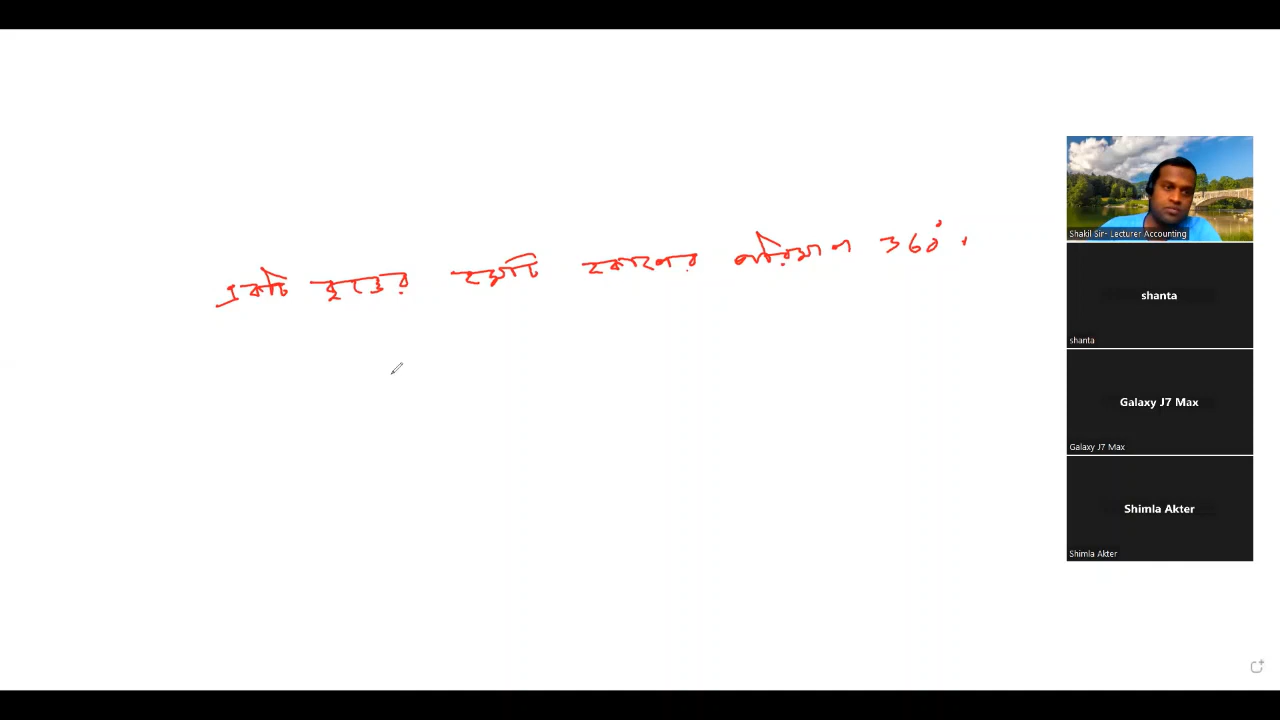 একটি বৃত্তের মোট কোণের পরিমাণ 360°.
Shakil Sir- Lecturer Accounting
shanta
shanta
Galaxy J7 Max
Galaxy J7 Max
Shimla Akter
Shimla Akter